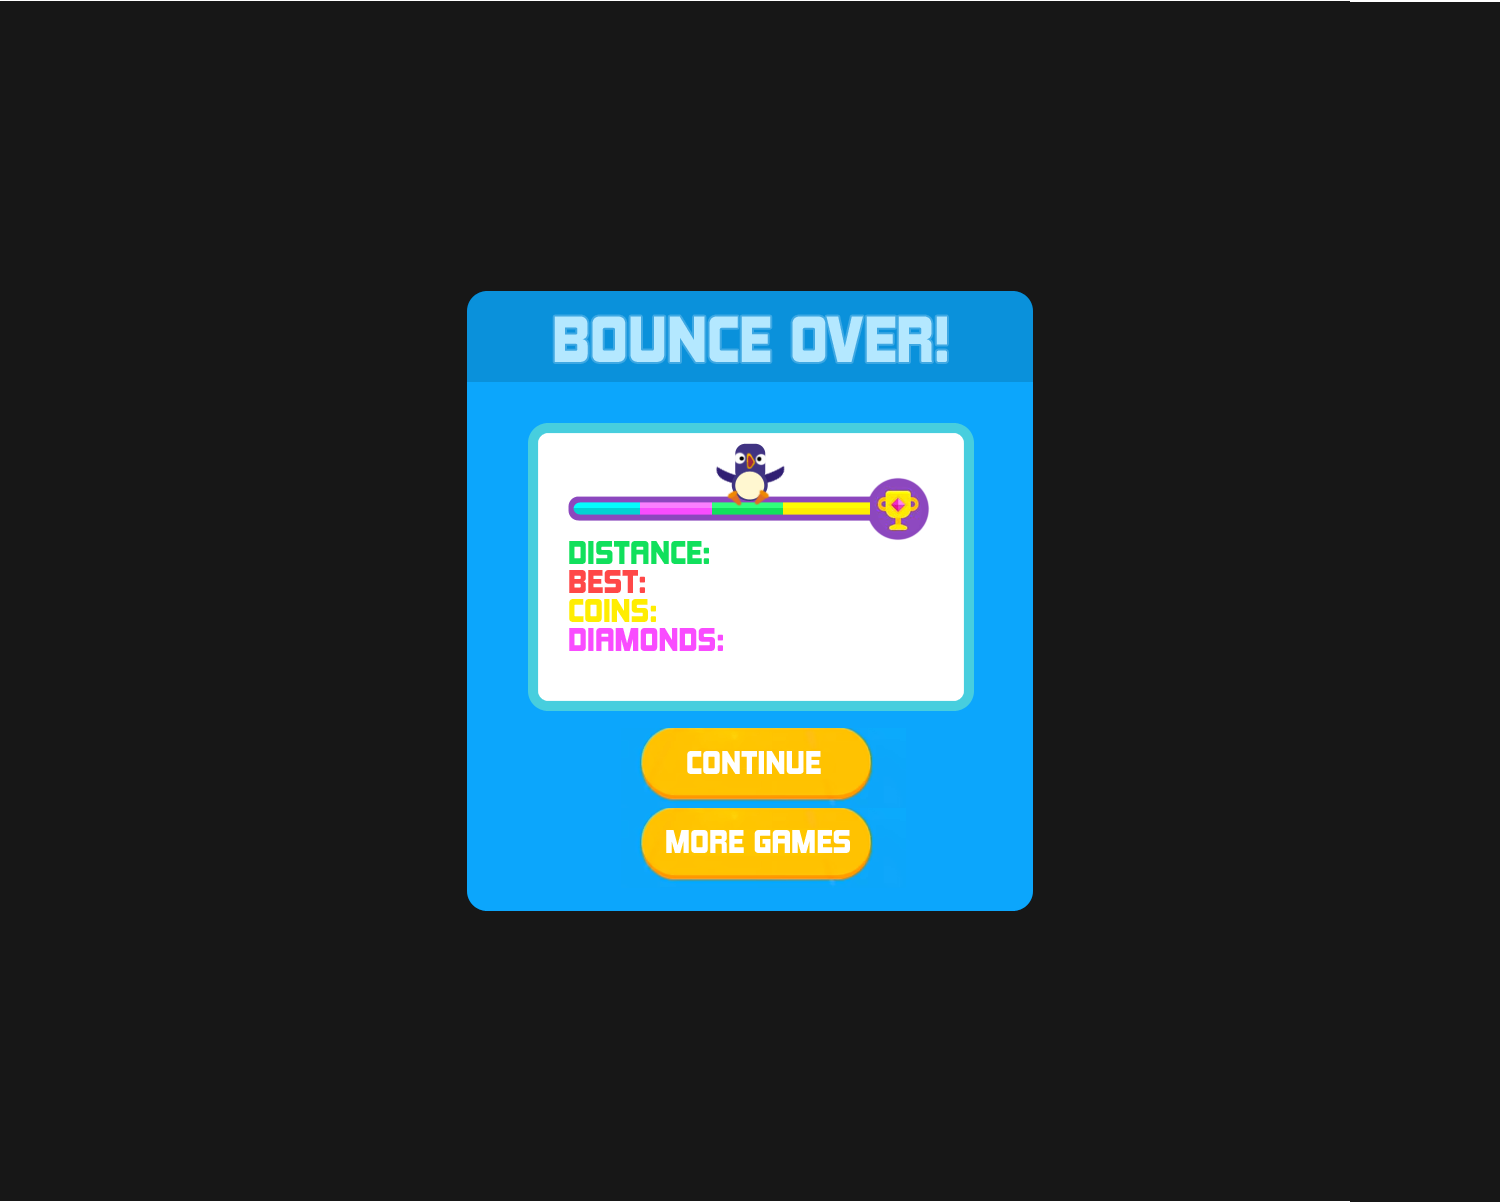 BOUNCE OVER!
DISTANCE:
BEST:
COINS:
DIAMONDS:
CONTINUE
MORE GAMES